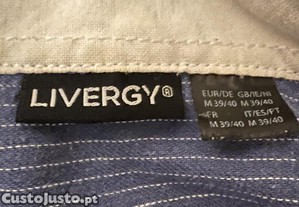 LIVERGY®
EUR/DE GB/IE/NI
M 39/40 M 39/40
FR IT/ES/PT
M 39/40 M 39/40
CustoJusto.pt